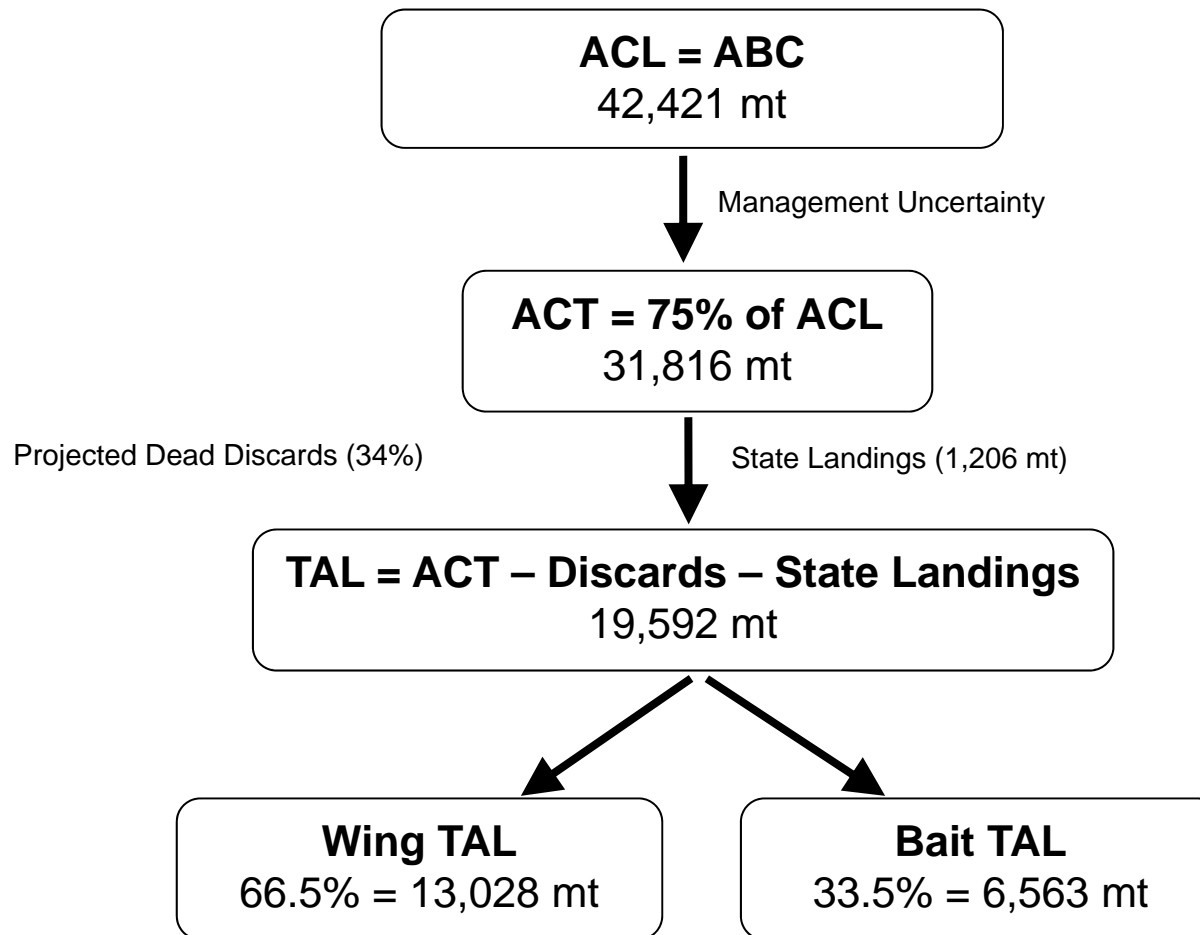 ACL = ABC
42,421 mt
Management Uncertainty
ACT = 75% of ACL
31,816 mt
Projected Dead Discards (34%)
State Landings (1,206 mt)
TAL = ACT – Discards – State Landings
19,592 mt
Wing TAL
66.5% = 13,028 mt
Bait TAL
33.5% = 6,563 mt